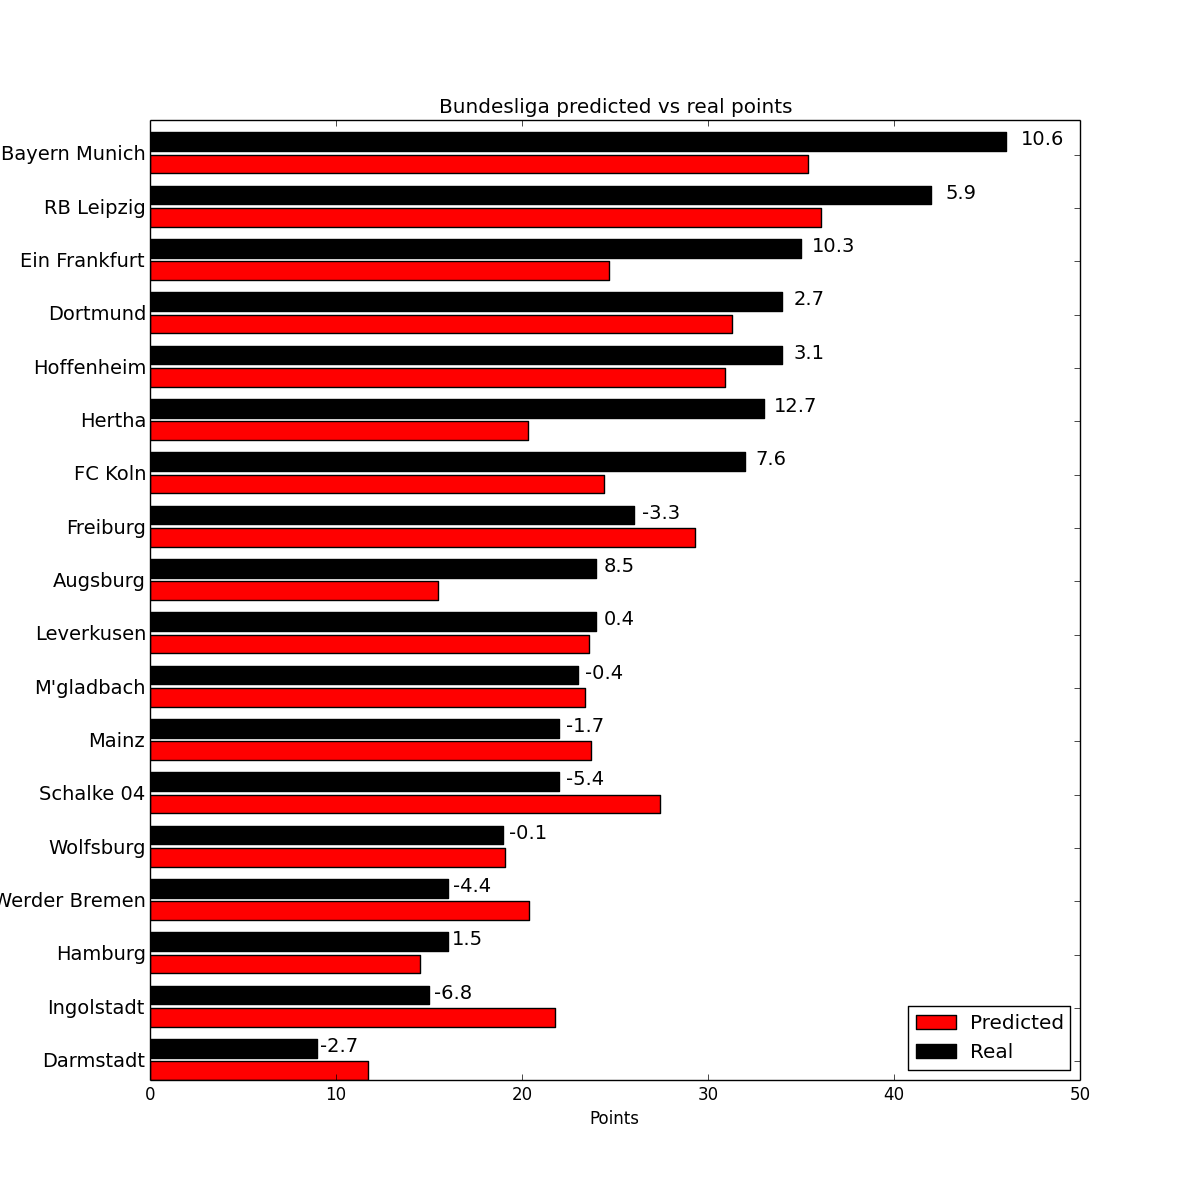 Bundesliga predicted vs real points
Bayern Munich 10.6
RB Leipzig 5.9
Ein Frankfurt 10.3
Dortmund 2.7
Hoffenheim 3.1
Hertha 12.7
FC Koln 7.6
Freiburg -3.3
Augsburg 8.5
Leverkusen 0.4
M'gladbach -0.4
Mainz -1.7
Schalke 04 -5.4
Wolfsburg -0.1
Werder Bremen -4.4
Hamburg 1.5
Ingolstadt -6.8
Darmstadt -2.7
Predicted
Real
0 10 20 30 40 50
Points